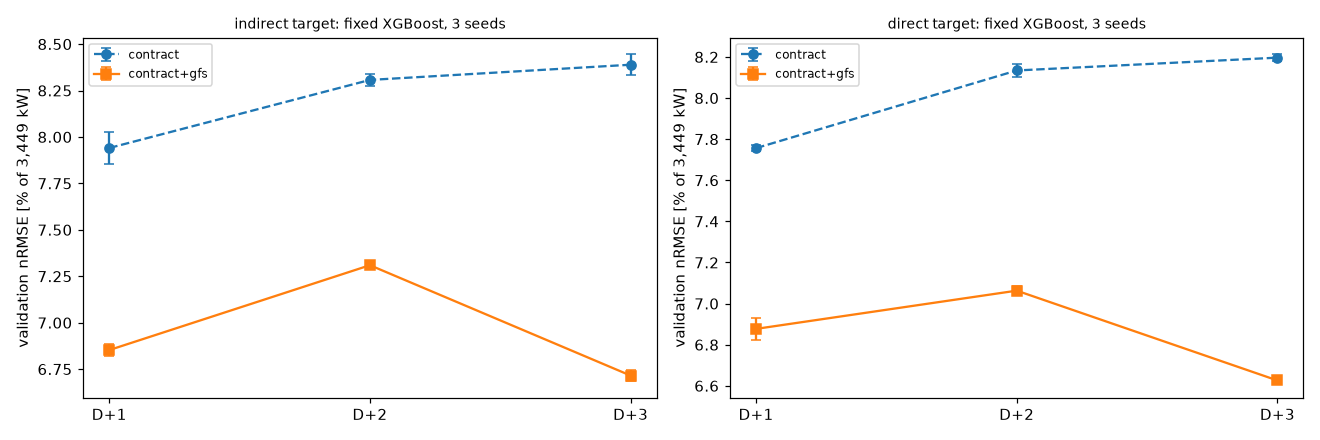 indirect target: fixed XGBoost, 3 seeds
validation nRMSE [% of 3,449 kW]
8.50
8.25
8.00
7.75
7.50
7.25
7.00
6.75
contract
contract+gfs
D+1
D+2
D+3
direct target: fixed XGBoost, 3 seeds
validation nRMSE [% of 3,449 kW]
8.2
8.0
7.8
7.6
7.4
7.2
7.0
6.8
6.6
contract
contract+gfs
D+1
D+2
D+3